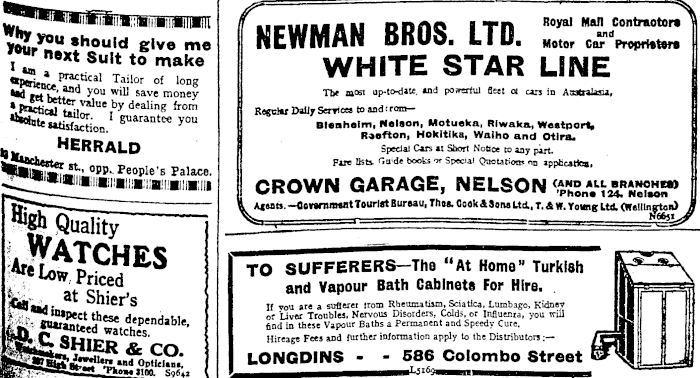 Why you should give me
your next Suit to make
I am a practical Tailor of long
experience, and you will save money
and get better value by dealing from
a practical tailor. I guarantee you
absolute satisfaction.
HERRALD
Manchester st., opp. People's Palace.
High Quality
WATCHES
Are Low Priced
at Shier's
Call and inspect these dependable,
guaranteed watches.
D. C. SHIER & CO.
Watchmakers, Jewellers and Opticians,
High Street 'Phone 3100. S9642
NEWMAN BROS. LTD.
Royal Mail Contractors
and
Motor Car Proprietors
WHITE STAR LINE
The most up-to-date, and powerful fleet of cars in Australasia,
Regular Daily Services to and from—
Blenheim, Nelson, Motueka, Riwaka, Westport,
Reefton, Hokitika, Waiho and Otira.
Special Cars at Short Notice to any part.
Fare lists, Guide books or Special Quotations on application,
CROWN GARAGE, NELSON (AND ALL BRANCHES)
'Phone 124, Nelson
Agents.—Government Tourist Bureau, Thos. Cook & Sons Ltd., T. & W. Young Ltd. (Wellington)
N6651
TO SUFFERERS—The "At Home" Turkish
and Vapour Bath Cabinets For Hire.
If you are a sufferer from Rheumatism, Sciatica, Lumbago, Kidney
or Liver Troubles, Nervous Disorders, Colds, or Influenza, you will
find in these Vapour Baths a Permanent and Speedy Cure.
Hireage Fees and further information apply to the Distributors:—
LONGDINS - - 586 Colombo Street
L5169